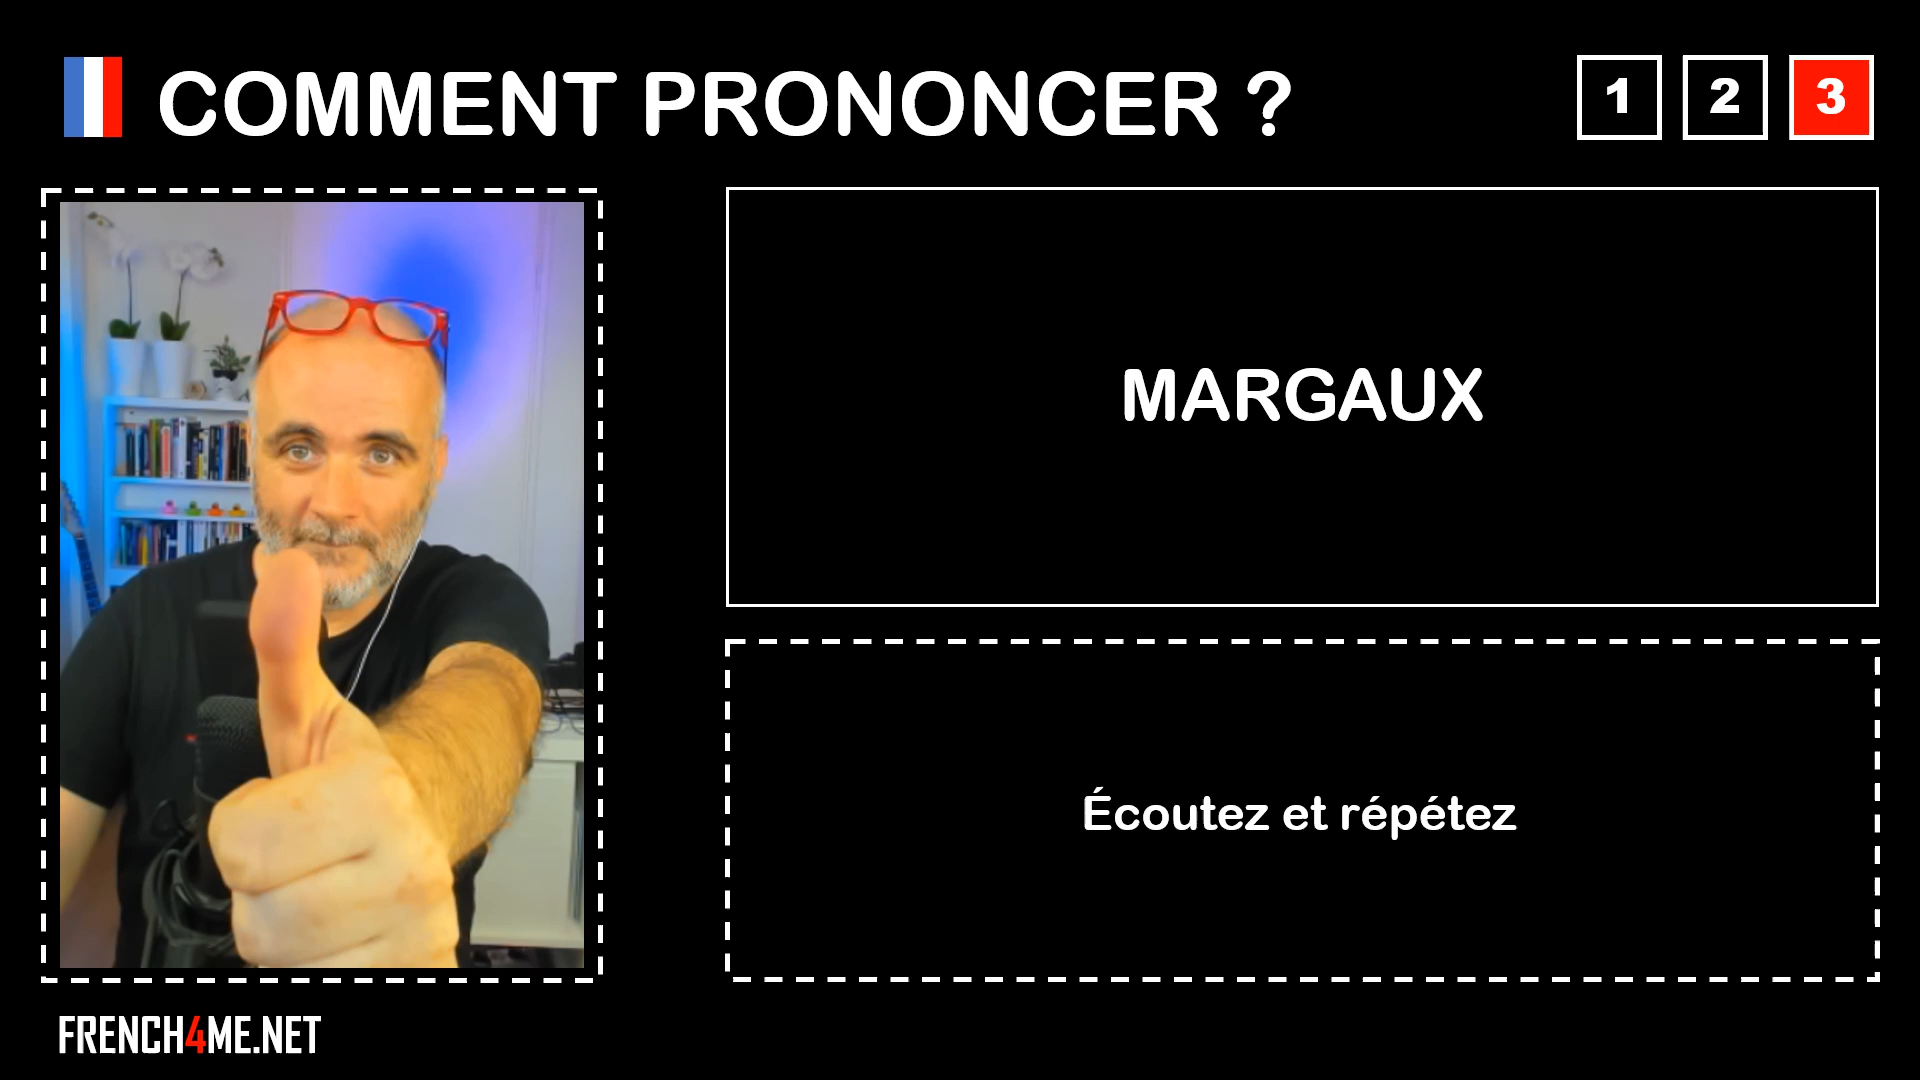 COMMENT PRONONCER ?
1 2 3
MARGAUX
Écoutez et répétez
FRENCH4ME.NET